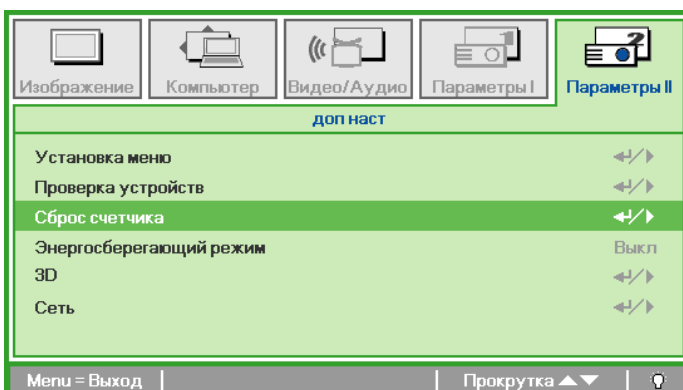 Изображение
Компьютер
Видео/Аудио
Параметры I
2
Параметры II
доп наст
Установка меню
Проверка устройств
Сброс счетчика
Энергосберегающий режим Выкл
3D
Сеть
Menu = Выход Прокрутка ▲▼